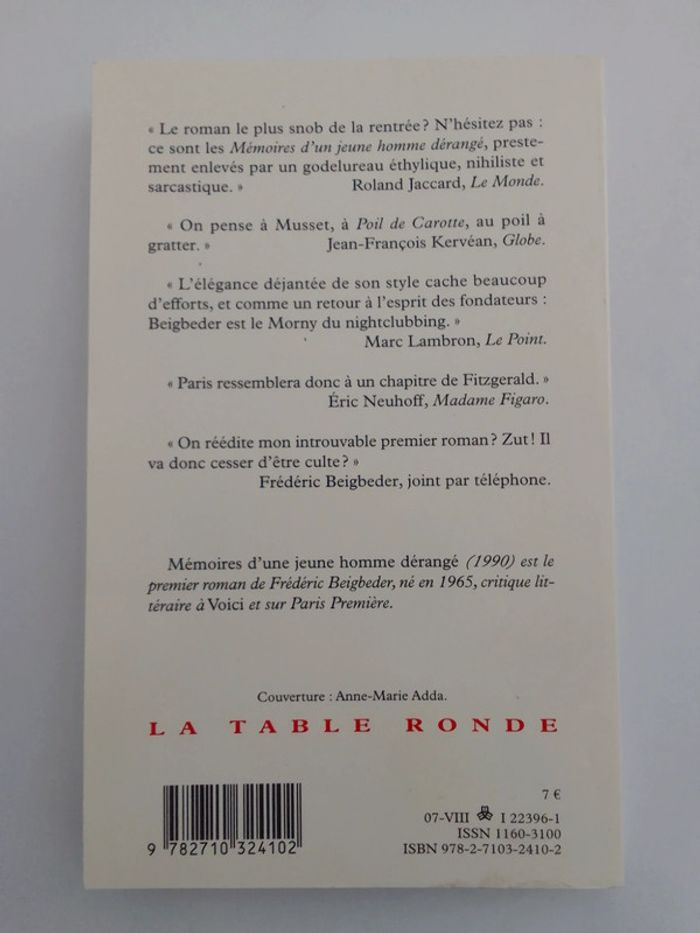 « Le roman le plus snob de la rentrée ? N'hésitez pas :
ce sont les Mémoires d'un jeune homme dérangé, preste-
ment enlevés par un godelureau éthylique, nihiliste et
sarcastique. » Roland Jaccard, Le Monde.
« On pense à Musset, à Poil de Carotte, au poil à
gratter. » Jean-François Kervéan, Globe.
« L'élégance déjantée de son style cache beaucoup
d'efforts, et comme un retour à l'esprit des fondateurs :
Beigbeder est le Morny du nightclubbing. »
Marc Lambron, Le Point.
« Paris ressemblera donc à un chapitre de Fitzgerald. »
Éric Neuhoff, Madame Figaro.
« On réédite mon introuvable premier roman ? Zut ! Il
va donc cesser d'être culte ? »
Frédéric Beigbeder, joint par téléphone.
Mémoires d'une jeune homme dérangé (1990) est le
premier roman de Frédéric Beigbeder, né en 1965, critique lit-
téraire à Voici et sur Paris Première.
Couverture : Anne-Marie Adda.
LA TABLE RONDE
7 €
07-VIII I 22396-1
ISSN 1160-3100
ISBN 978-2-7103-2410-2
9 782710 324102